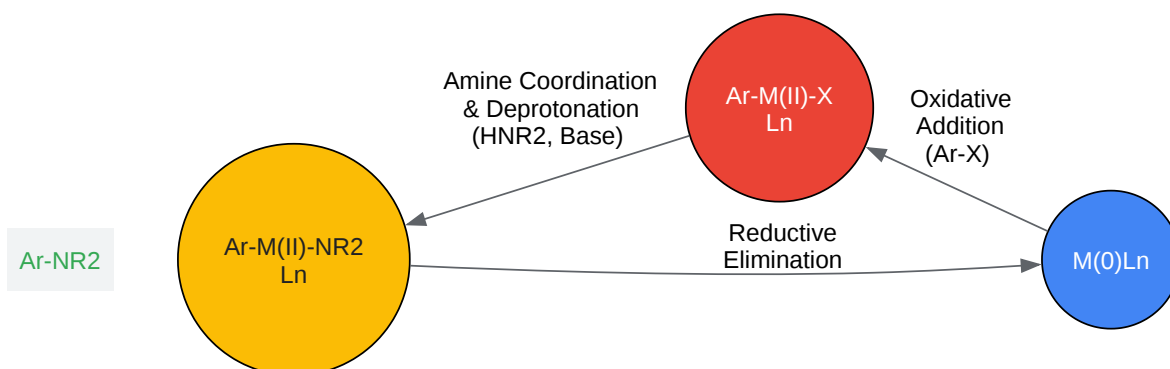 Amine Coordination
& Deprotonation
(HNR2, Base)
Ar-M(II)-X
Ln
Oxidative
Addition
(Ar-X)
Ar-NR2
Ar-M(II)-NR2
Ln
Reductive
Elimination
M(0)Ln